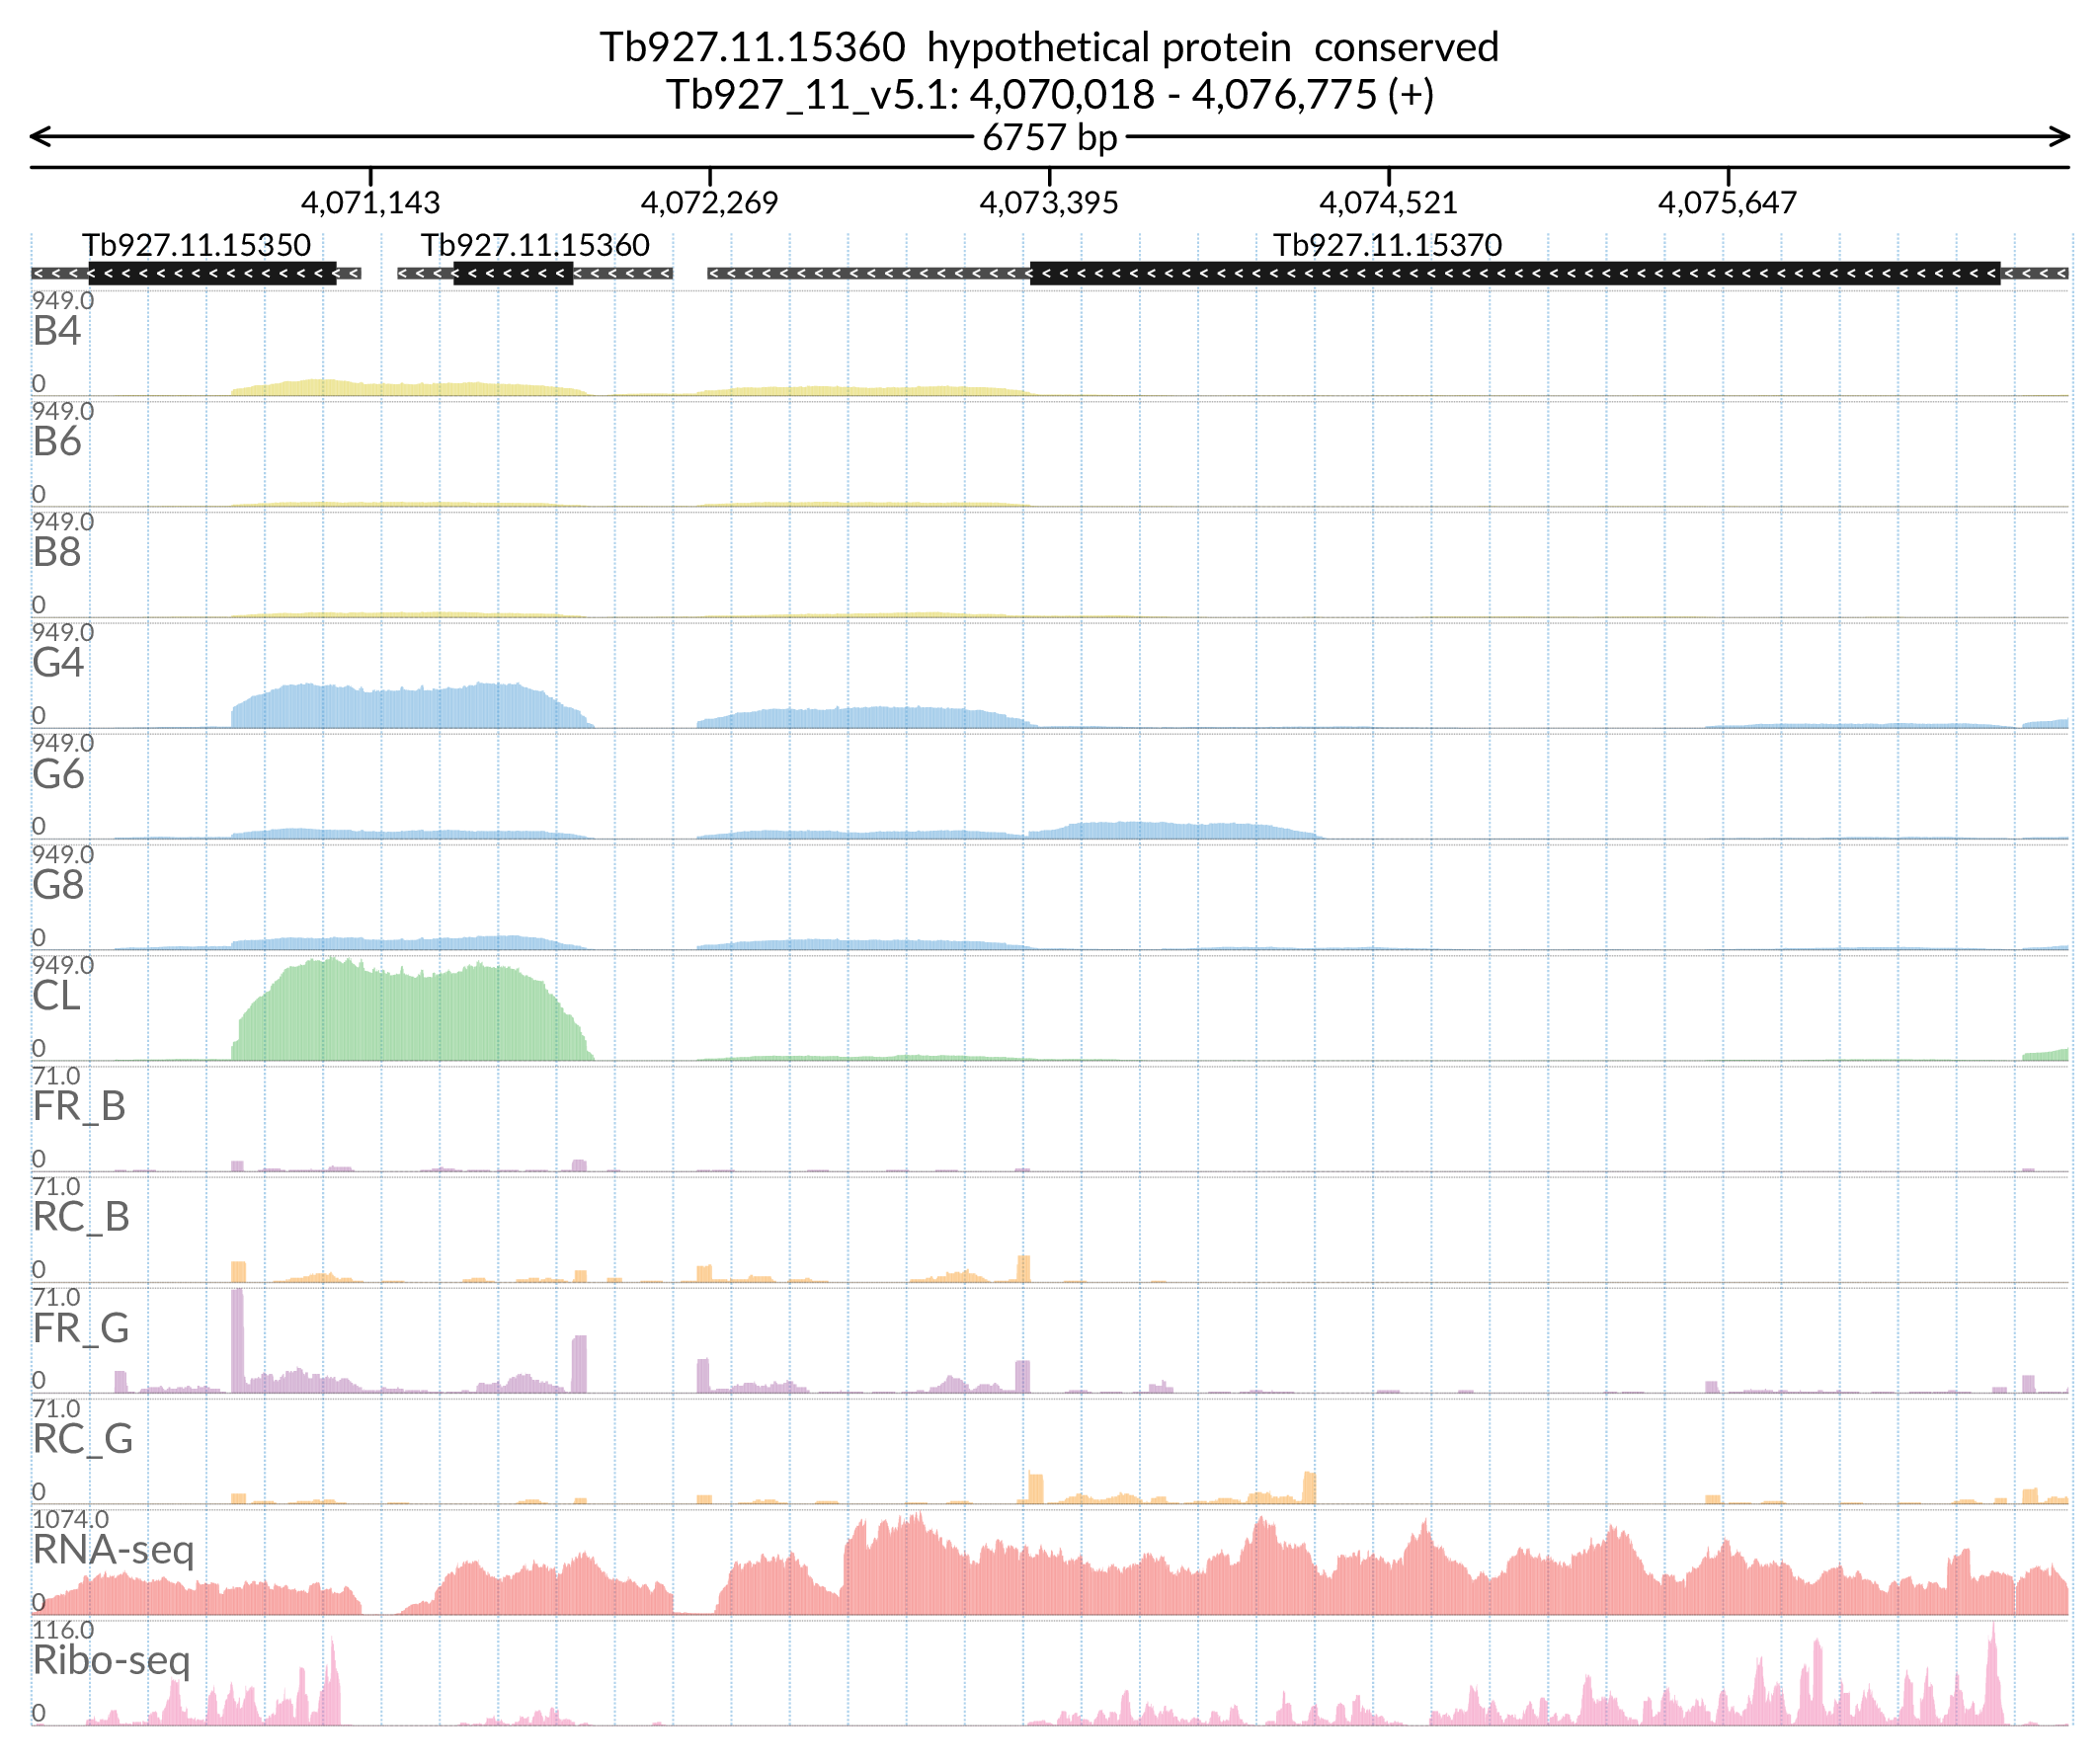 Tb927.11.15360  hypothetical protein  conserved
Tb927_11_v5.1: 4,070,018 - 4,076,775 (+)
6757 bp
4,071,143 4,072,269 4,073,395 4,074,521 4,075,647
Tb927.11.15350 Tb927.11.15360 Tb927.11.15370
949.0
B4
0
949.0
B6
0
949.0
B8
0
949.0
G4
0
949.0
G6
0
949.0
G8
0
949.0
CL
0
71.0
FR_B
0
71.0
RC_B
0
71.0
FR_G
0
71.0
RC_G
0
1074.0
RNA-seq
0
116.0
Ribo-seq
0